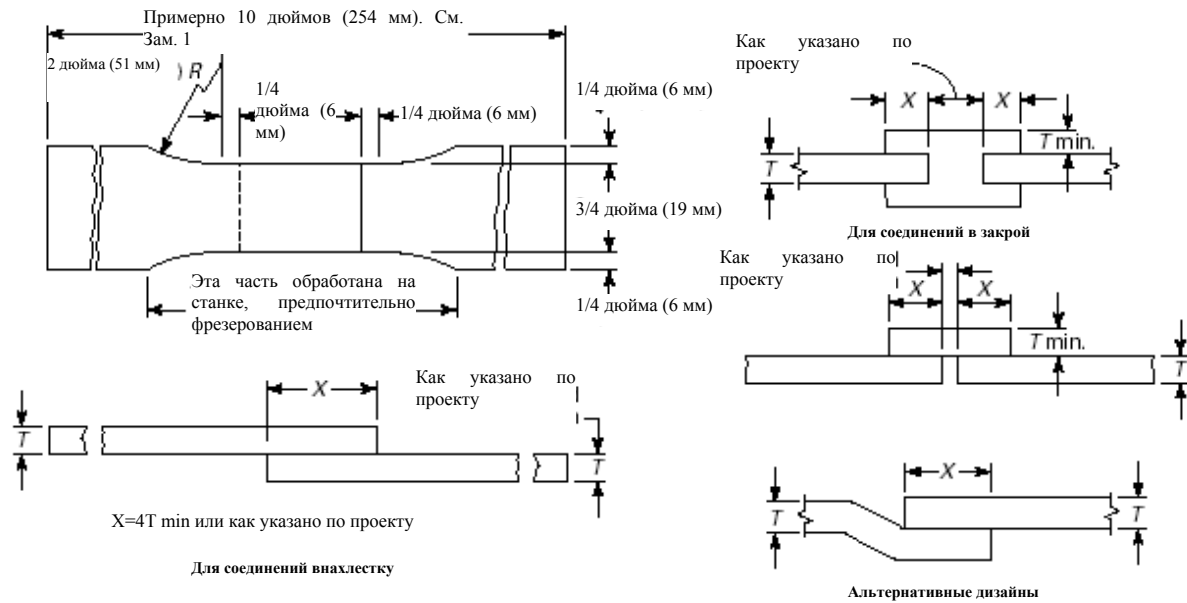 Примерно 10 дюймов (254 мм). См.
Зам. 1
2 дюйма (51 мм)
) R
1/4
дюйма (6
мм)
1/4 дюйма (6 мм)
1/4 дюйма (6 мм)
3/4 дюйма (19 мм)
1/4 дюйма (6 мм)
Эта часть обработана на
станке, предпочтительно
фрезерованием
X
Как указано по
проекту
T
T
X=4T min или как указано по проекту
Для соединений внахлестку
Как указано по
проекту
X
X
T min.
T
Для соединений в закрой
Как указано по
проекту
X
X
T min.
T
X
T
T
Альтернативные дизайны